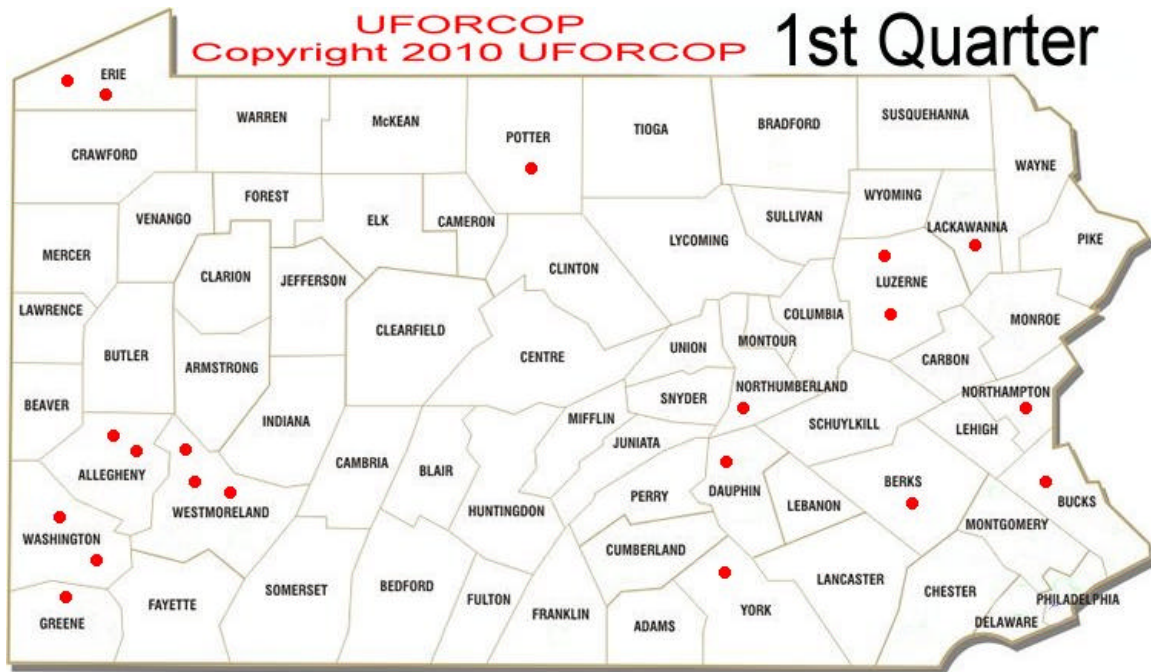 UFORCOP
Copyright 2010 UFORCOP
1st Quarter
ERIE
WARREN
McKEAN
POTTER
TIOGA
BRADFORD
SUSQUEHANNA
CRAWFORD
WAYNE
FOREST
WYOMING
VENANGO
ELK
CAMERON
SULLIVAN
LACKAWANNA
MERCER
LYCOMING
PIKE
CLARION
JEFFERSON
CLINTON
LUZERNE
LAWRENCE
CLEARFIELD
COLUMBIA
MONROE
BUTLER
CENTRE
UNION
MONTOUR
CARBON
ARMSTRONG
BEAVER
NORTHUMBERLAND
NORTHAMPTON
SNYDER
INDIANA
MIFFLIN
SCHUYLKILL
LEHIGH
JUNIATA
ALLEGHENY
CAMBRIA
BLAIR
PERRY
DAUPHIN
BERKS
LEBANON
BUCKS
WESTMORELAND
HUNTINGDON
MONTGOMERY
WASHINGTON
CUMBERLAND
LANCASTER
SOMERSET
BEDFORD
CHESTER
PHILADELPHIA
FAYETTE
FULTON
FRANKLIN
YORK
GREENE
ADAMS
DELAWARE